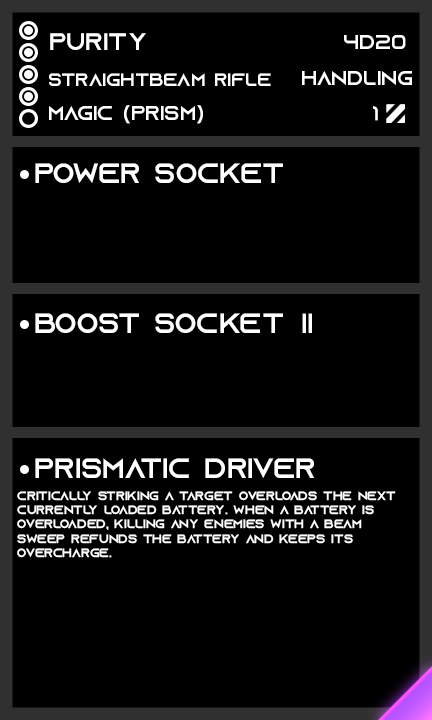 PURITY 4D20
STRAIGHTBEAM RIFLE HANDLING
MAGIC (PRISM) 1
•POWER SOCKET
•BOOST SOCKET II
•PRISMATIC DRIVER
CRITICALLY STRIKING A TARGET OVERLOADS THE NEXT
CURRENTLY LOADED BATTERY. WHEN A BATTERY IS
OVERLOADED, KILLING ANY ENEMIES WITH A BEAM
SWEEP REFUNDS THE BATTERY AND KEEPS ITS
OVERCHARGE.